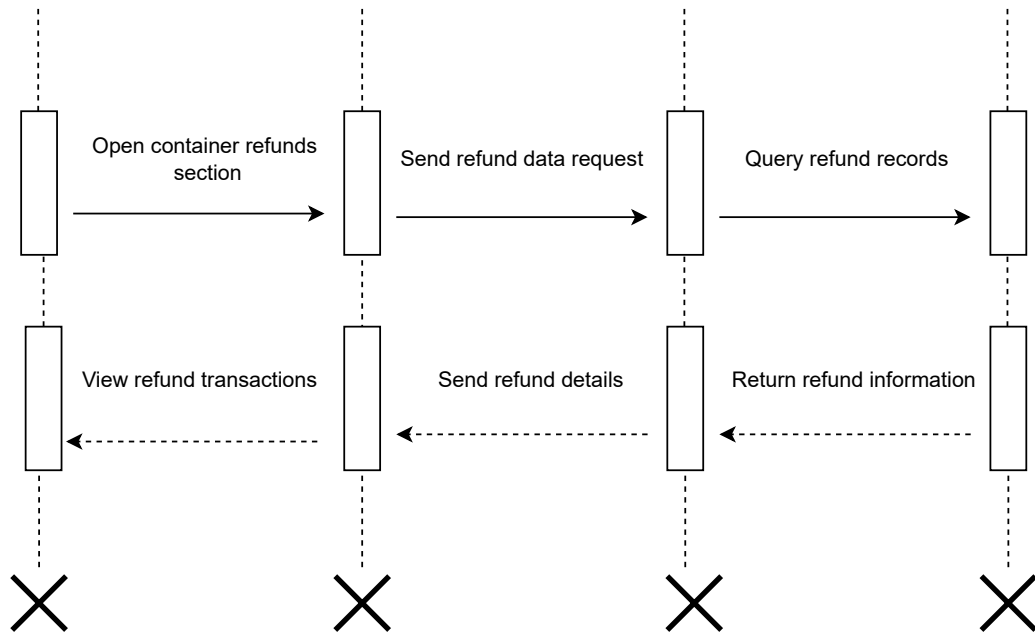 Open container refunds
section
Send refund data request
Query refund records
View refund transactions
Send refund details
Return refund information